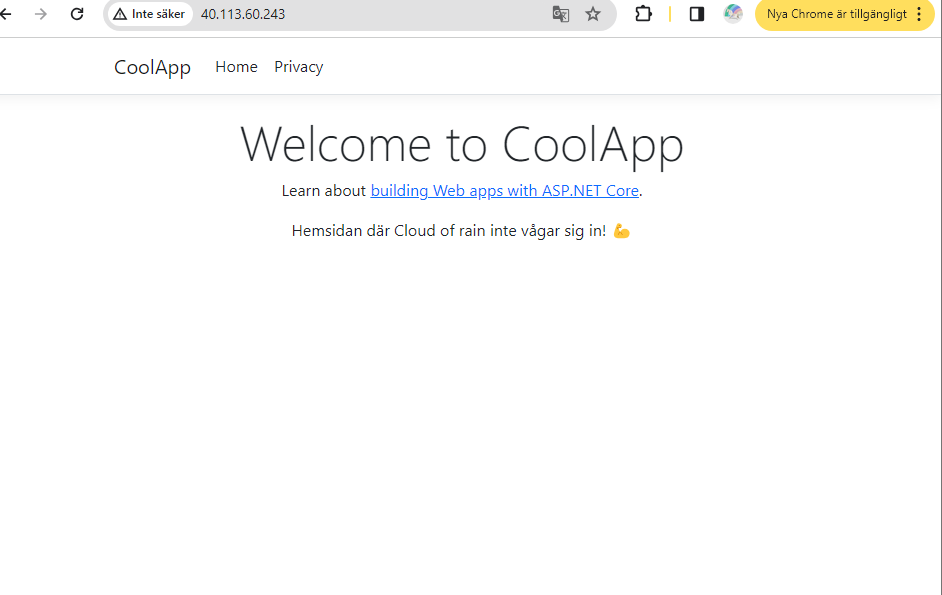 Inte säker 40.113.60.243 Nya Chrome är tillgängligt
CoolApp Home Privacy
Welcome to CoolApp
Learn about building Web apps with ASP.NET Core.
Hemsidan där Cloud of rain inte vågar sig in! 💪